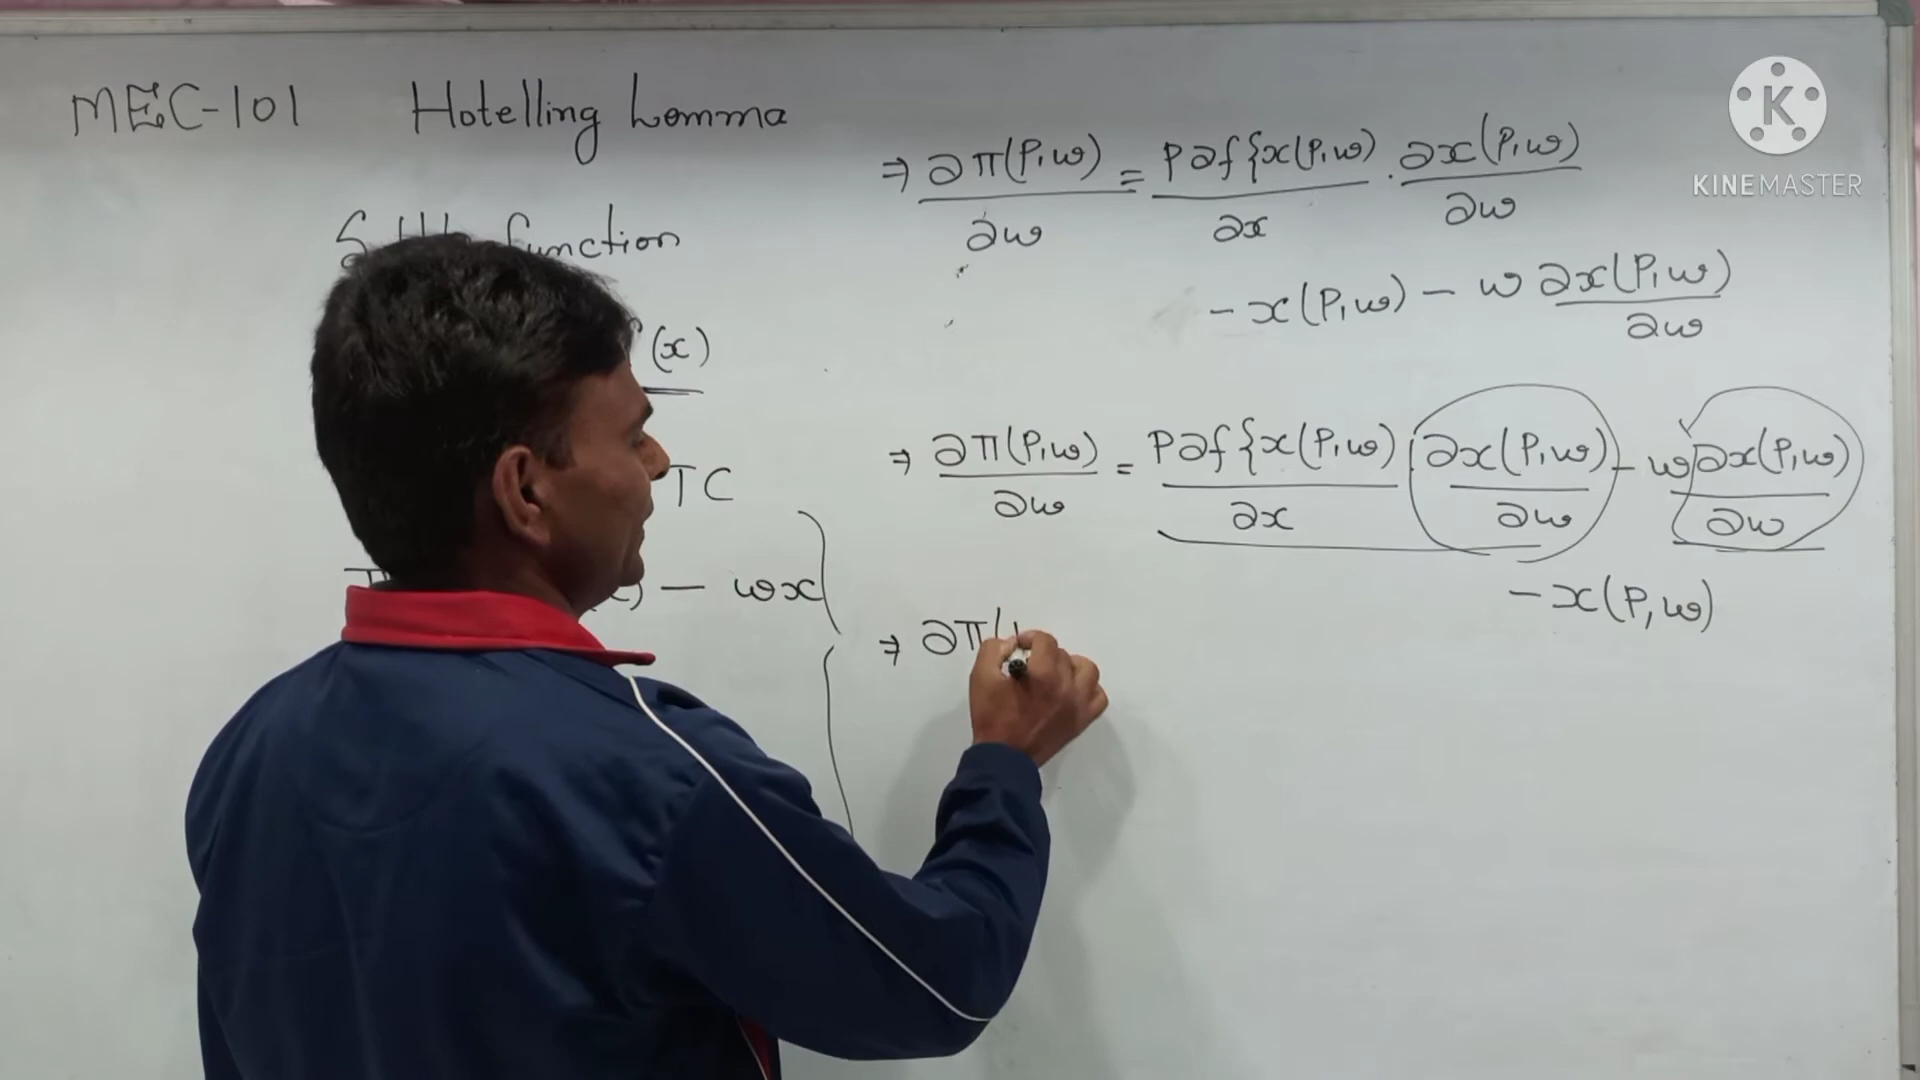 MEC-101 Hotelling Lemma
function
(x)
TC
— wx
⇒ ∂π(P,w) = P∂f{x(P,w) . ∂x(P,w)
∂w ∂x ∂w
– x(P,w) – w ∂x(P,w)
∂w
⇒ ∂π(P,w) = P∂f{x(P,w) . ∂x(P,w) – w ∂x(P,w)
∂w ∂x ∂w ∂w
– x(P,w)
⇒ ∂π(
KINEMASTER